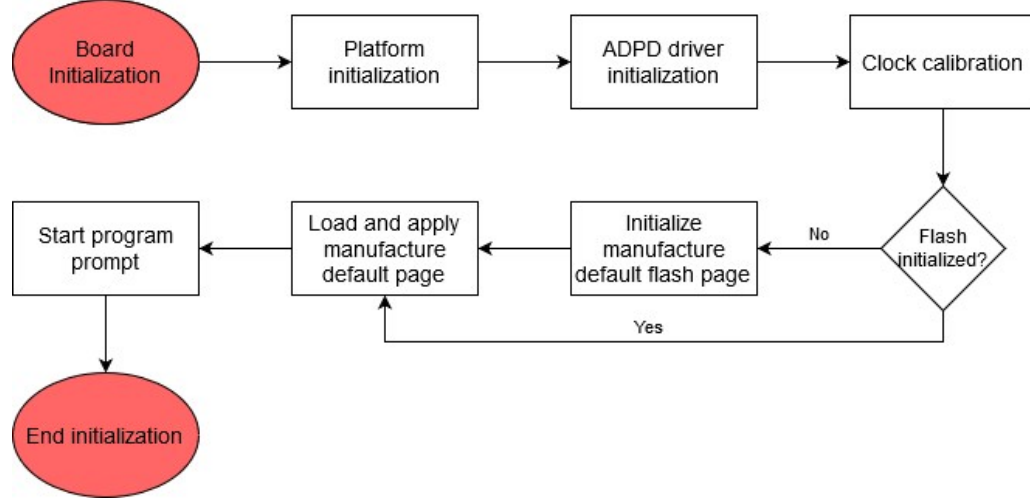 Board
Initialization
Platform
initialization
ADPD driver
initialization
Clock calibration
Flash
initialized?
No
Initialize
manufacture
default flash page
Load and apply
manufacture
default page
Start program
prompt
Yes
End initialization